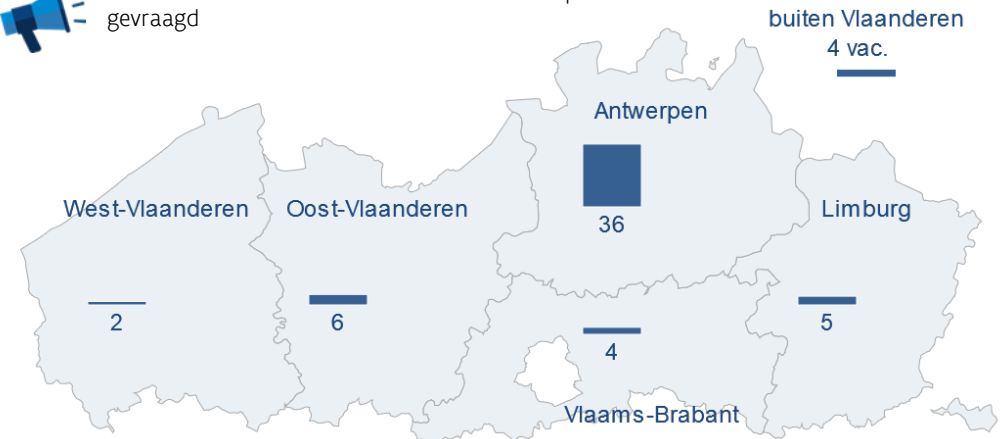 gevraagd
buiten Vlaanderen
4 vac.
Antwerpen
36
West-Vlaanderen
2
Oost-Vlaanderen
6
Limburg
5
4
Vlaams-Brabant